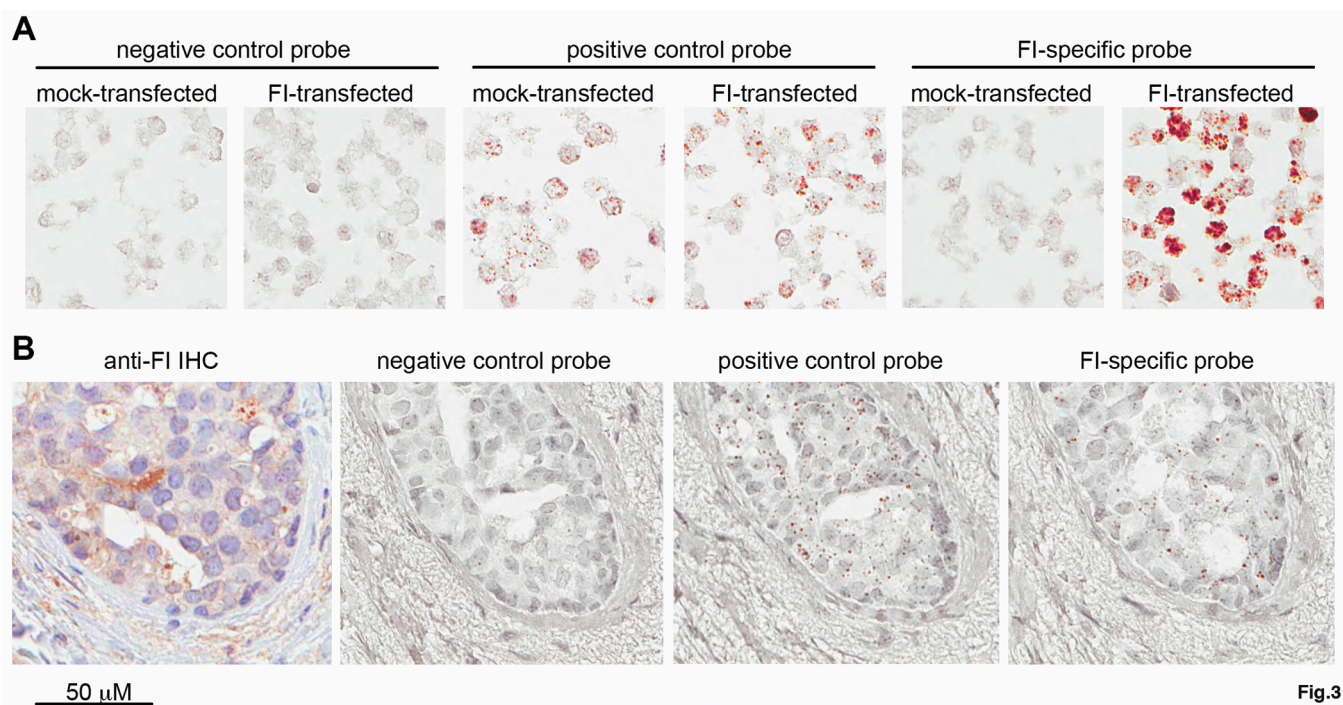 A
negative control probe positive control probe FI-specific probe
mock-transfected FI-transfected mock-transfected FI-transfected mock-transfected FI-transfected
B
anti-FI IHC negative control probe positive control probe FI-specific probe
50 µM
Fig.3